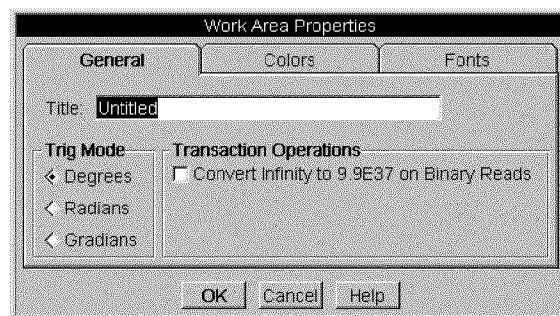 Work Area Properties
General Colors Fonts
Title: Untitled
Trig Mode Transaction Operations
Degrees Convert Infinity to 9.9E37 on Binary Reads
Radians
Gradians
OK Cancel Help